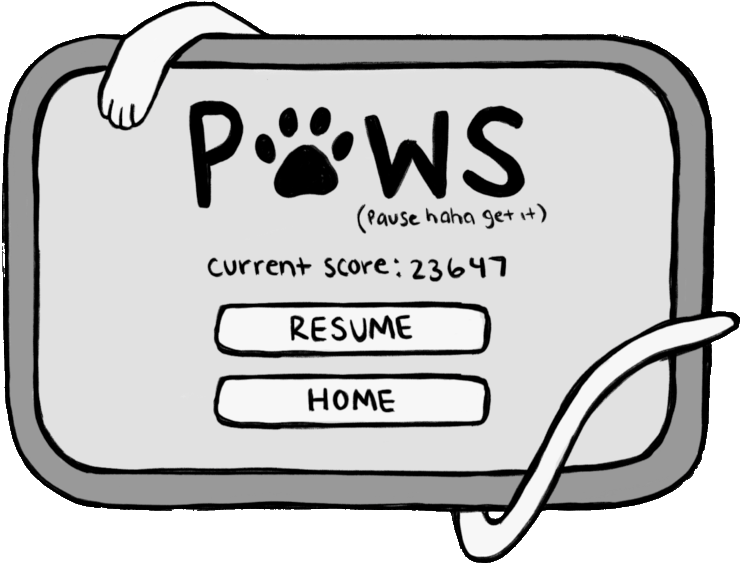 PAWS
(Pause haha get it)
current score: 23647
RESUME
HOME